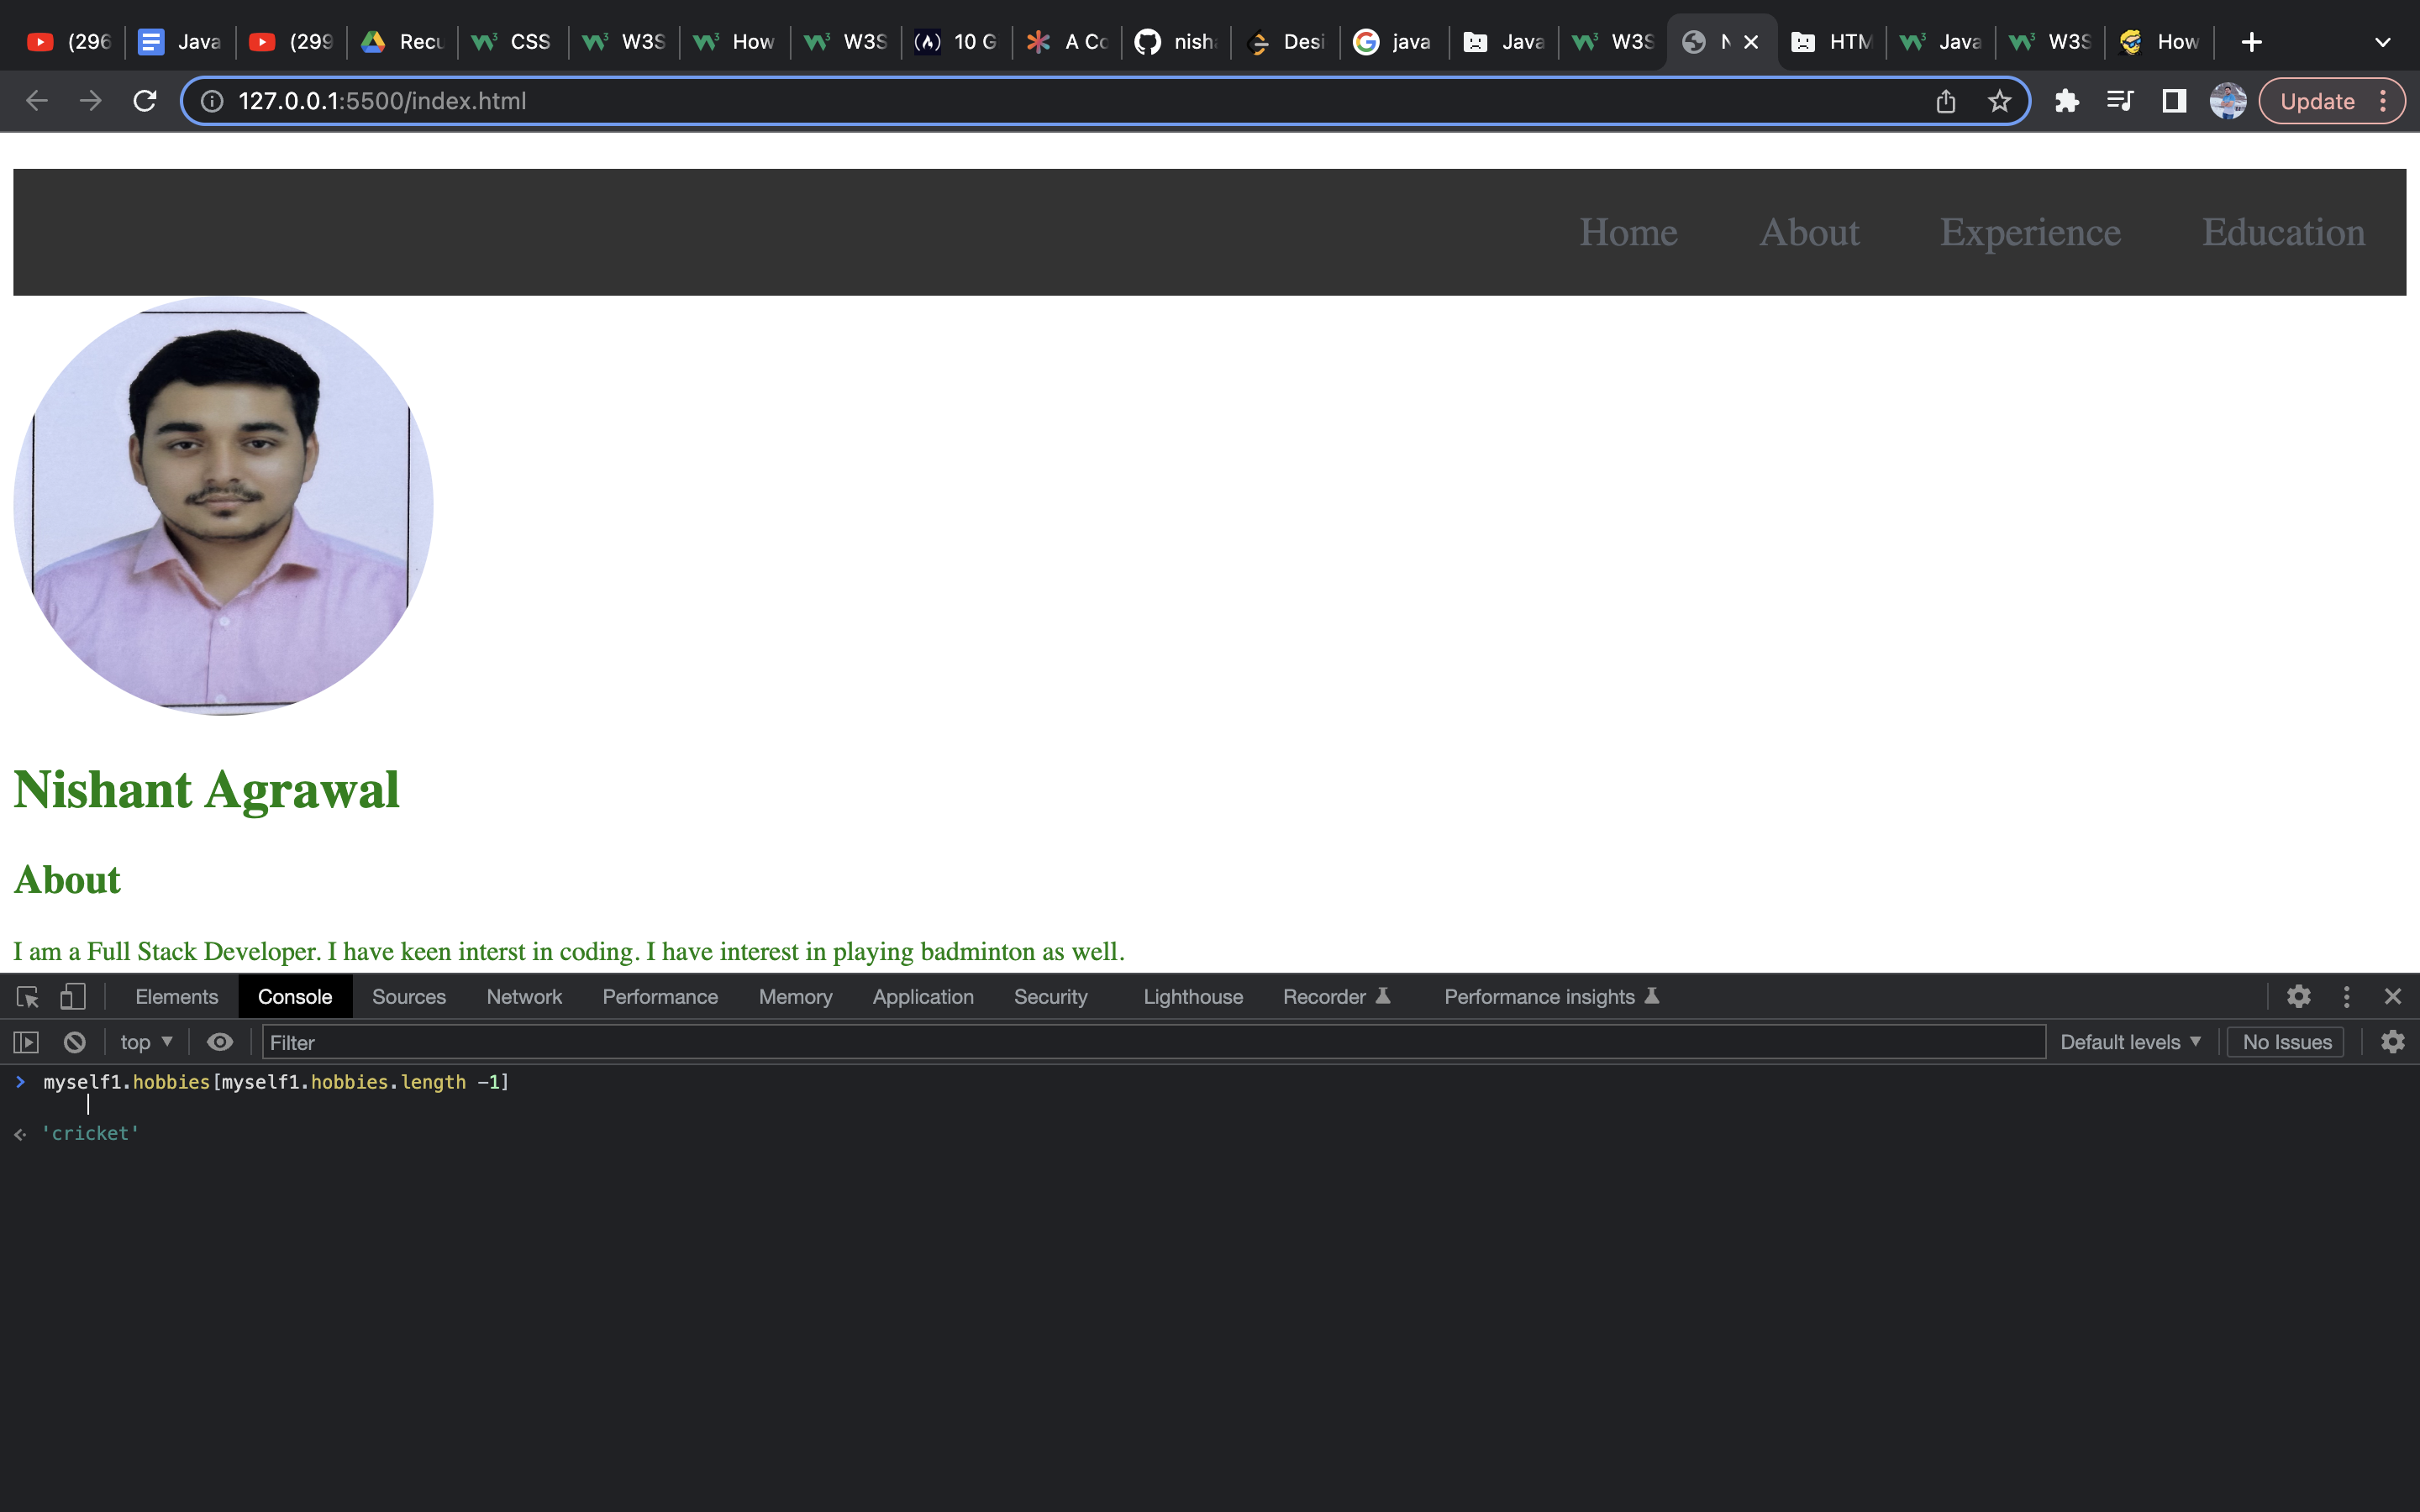 (296 Java (299 Recu CSS W3S How W3S 10 G A Co nish Desi java Java W3S N HTM Java W3S How
127.0.0.1:5500/index.html Update
Home About Experience Education
Nishant Agrawal
About
I am a Full Stack Developer. I have keen interst in coding. I have interest in playing badminton as well.
Elements Console Sources Network Performance Memory Application Security Lighthouse Recorder Performance insights
top Filter Default levels No Issues
myself1.hobbies[myself1.hobbies.length -1]
'cricket'